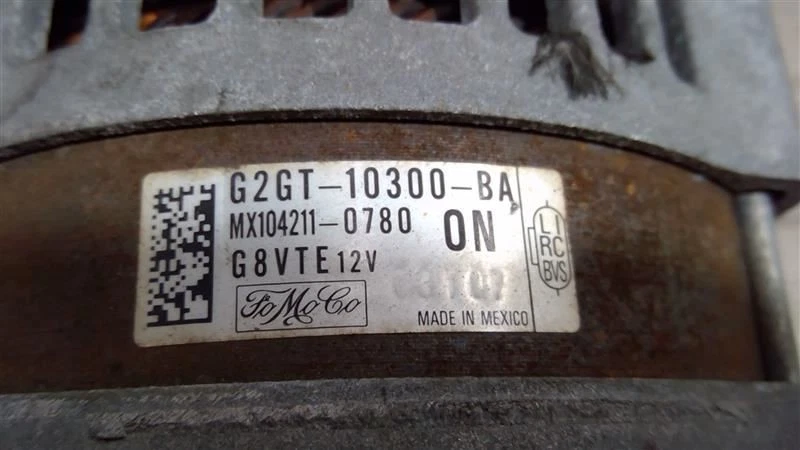 G2GT-10300-BA
MX104211-0780 ON
G8VTE 12V
FoMoCo
MADE IN MEXICO
LI
RC
BVS